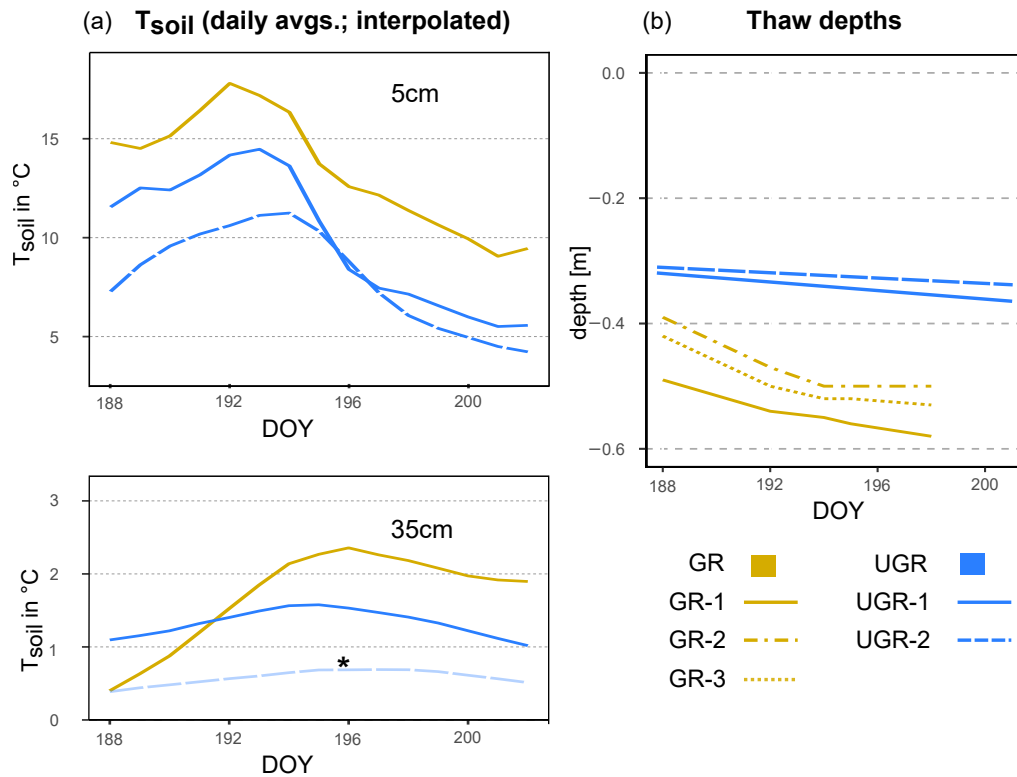 (a) Tsoil (daily avgs.; interpolated)
5cm
Tsoil in °C
15
10
5
188 192 196 200
DOY
35cm
Tsoil in °C
3
2
1
0
*
188 192 196 200
DOY
(b) Thaw depths
depth [m]
0.0
−0.2
−0.4
−0.6
188 192 196 200
DOY
GR UGR
GR-1 UGR-1
GR-2 UGR-2
GR-3